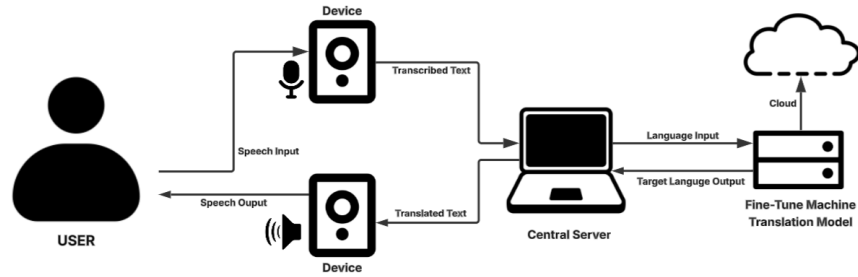 Device
Transcribed Text
Cloud
Language Input
Speech Input
Target Languge Output
Speech Ouput
Translated Text
Fine-Tune Machine
Translation Model
USER
Central Server
Device